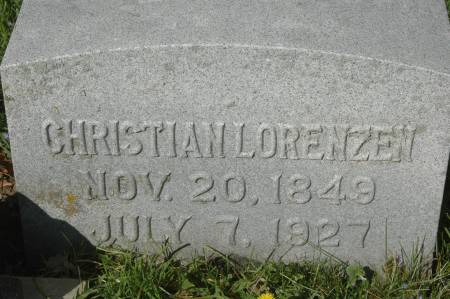 CHRISTIAN LORENZEN
NOV. 20, 1849
JULY 7, 1927